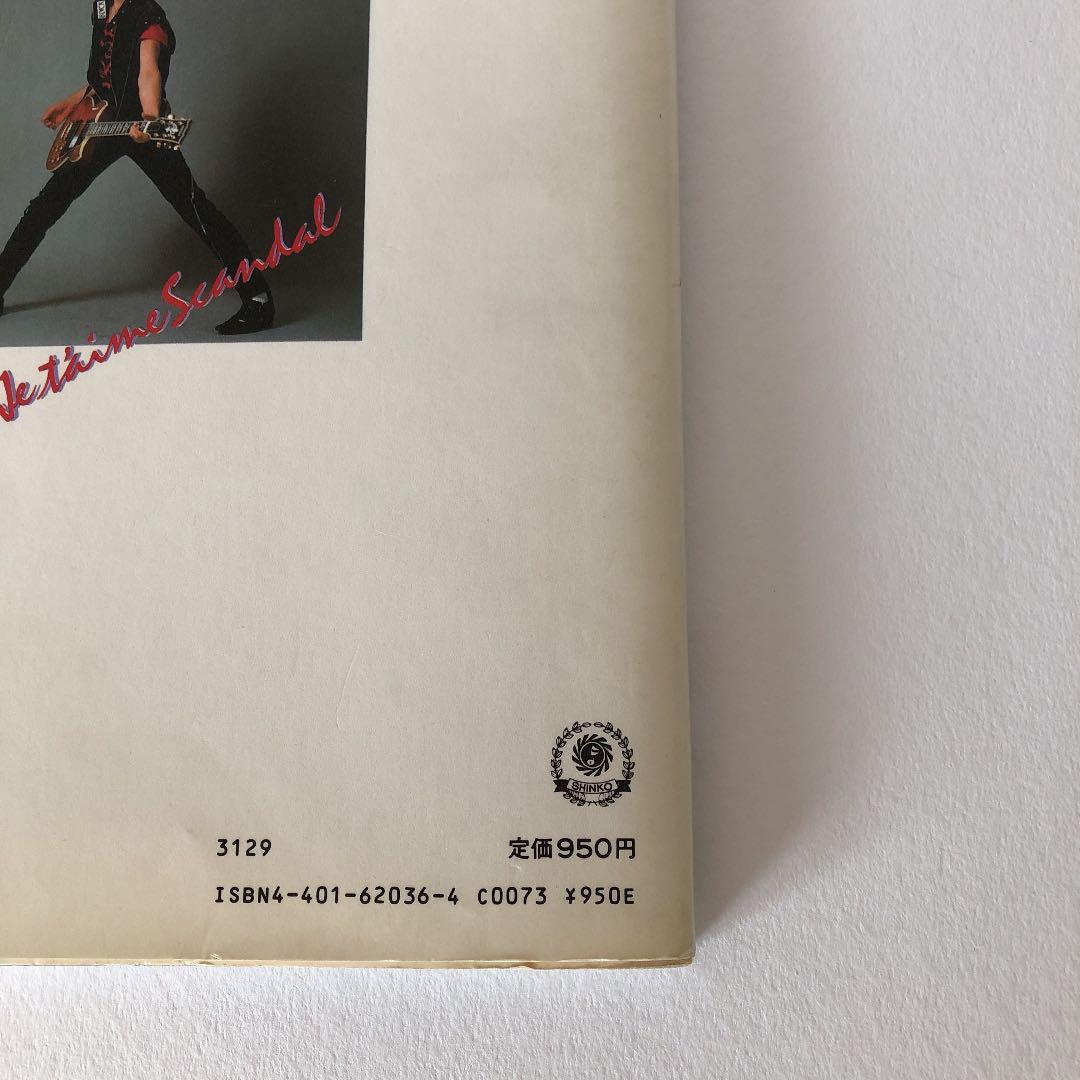 Je t'aime Scandal
SHINKO
3129 定価950円
ISBN4-401-62036-4 C0073 ¥950E